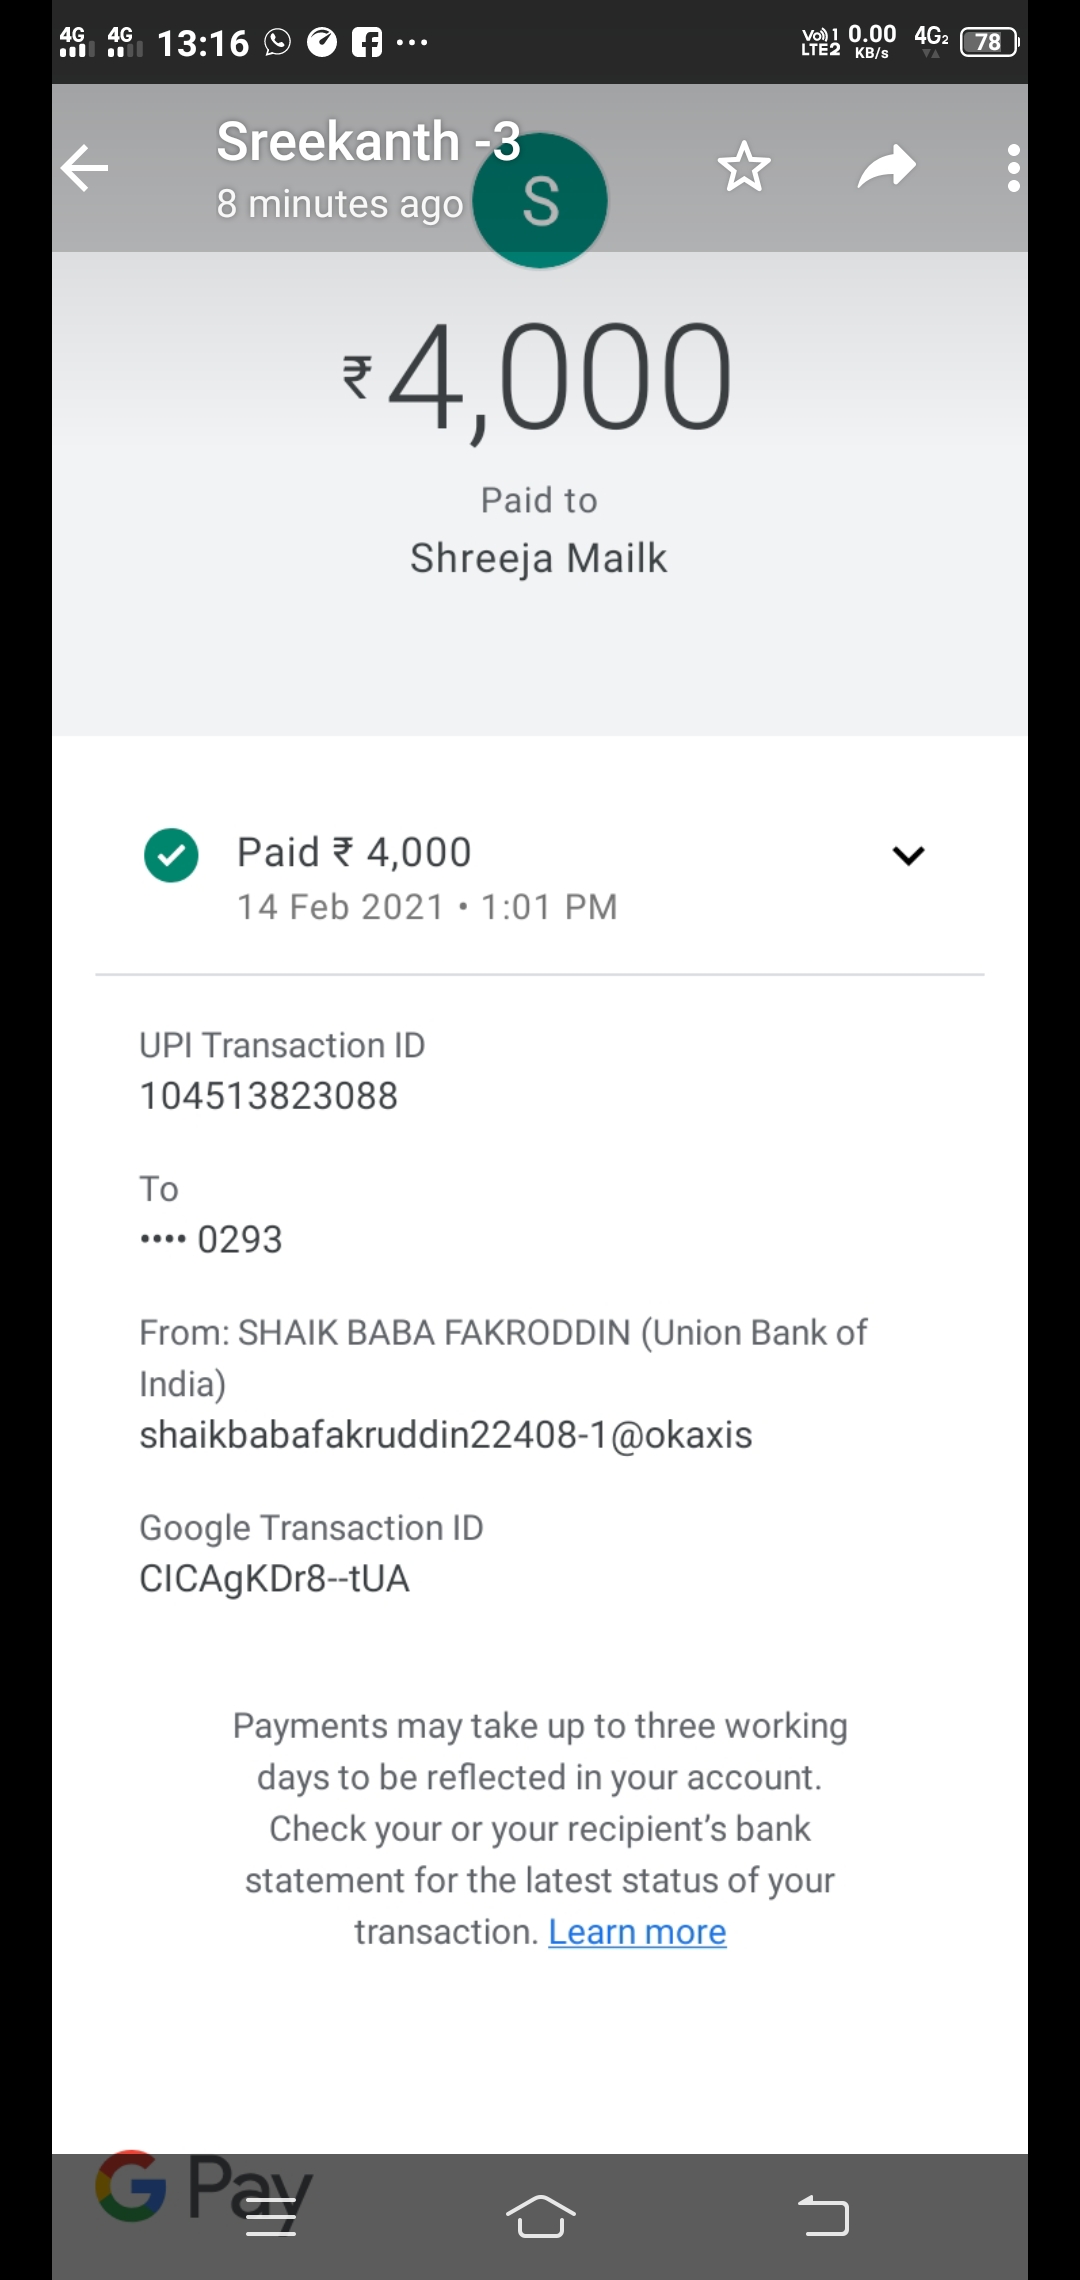 4G 4G 13:16 ... Vo)) 1 LTE2 0.00 KB/s 4G2 78
Sreekanth -3
8 minutes ago
S
₹4,000
Paid to
Shreeja Mailk
Paid ₹ 4,000
14 Feb 2021 • 1:01 PM
UPI Transaction ID
104513823088
To
•••• 0293
From: SHAIK BABA FAKRODDIN (Union Bank of
India)
shaikbabafakruddin22408-1@okaxis
Google Transaction ID
CICAgKDr8--tUA
Payments may take up to three working
days to be reflected in your account.
Check your or your recipient's bank
statement for the latest status of your
transaction. Learn more
G Pay